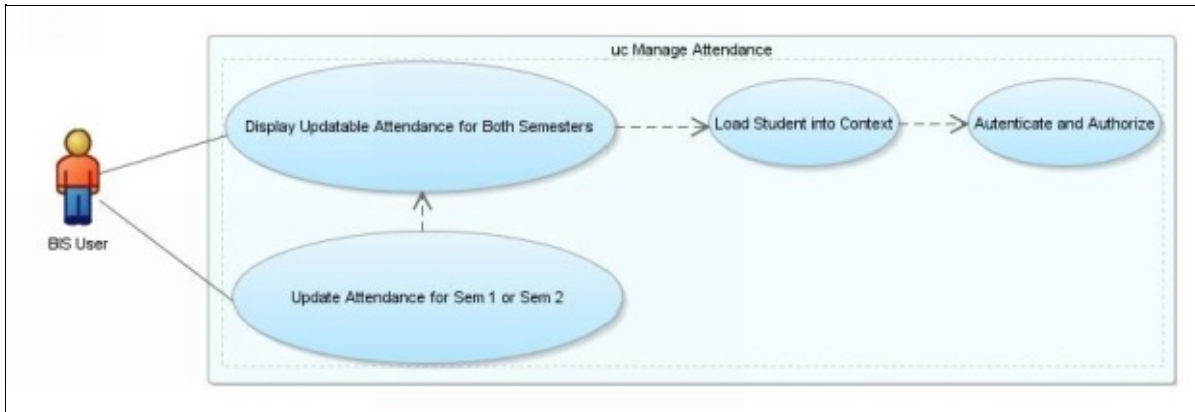 uc Manage Attendance
Display Updatable Attendance for Both Semesters
Load Student into Context
Autenticate and Authorize
BIS User
Update Attendance for Sem 1 or Sem 2